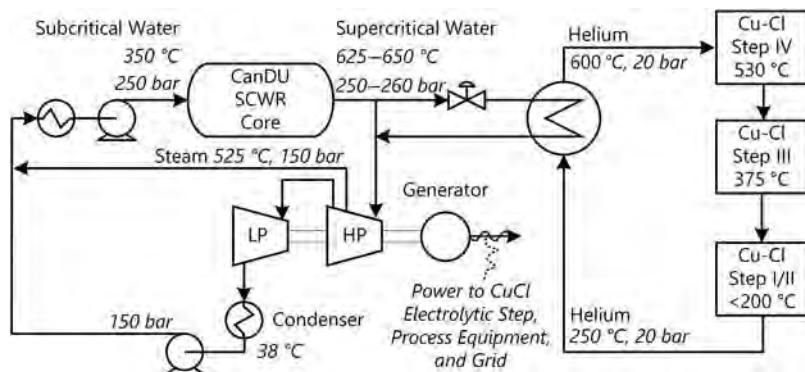 Subcritical Water
350 °C
250 bar
CanDU
SCWR
Core
Supercritical Water
625–650 °C
250–260 bar
Helium
600 °C, 20 bar
Cu-Cl
Step IV
530 °C
Cu-Cl
Step III
375 °C
Cu-Cl
Step I/II
<200 °C
Steam 525 °C, 150 bar
Generator
LP
HP
Power to CuCl
Electrolytic Step,
Process Equipment,
and Grid
Condenser
38 °C
150 bar
Helium
250 °C, 20 bar